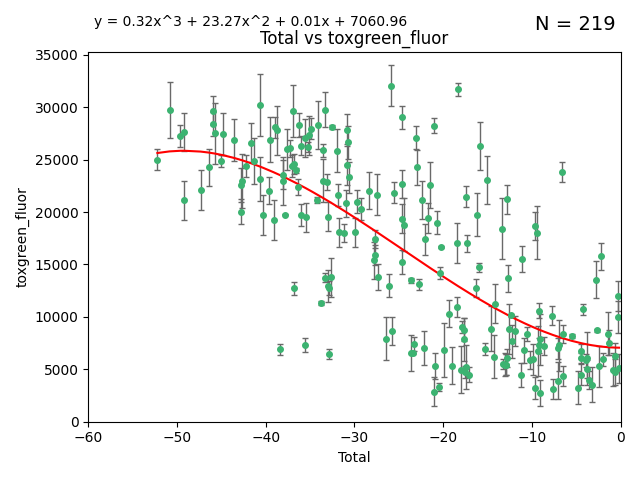 y = 0.32x^3 + 23.27x^2 + 0.01x + 7060.96
N = 219
Total vs toxgreen_fluor
35000
30000
25000
20000
15000
10000
5000
0
toxgreen_fluor
−60 −50 −40 −30 −20 −10 0
Total